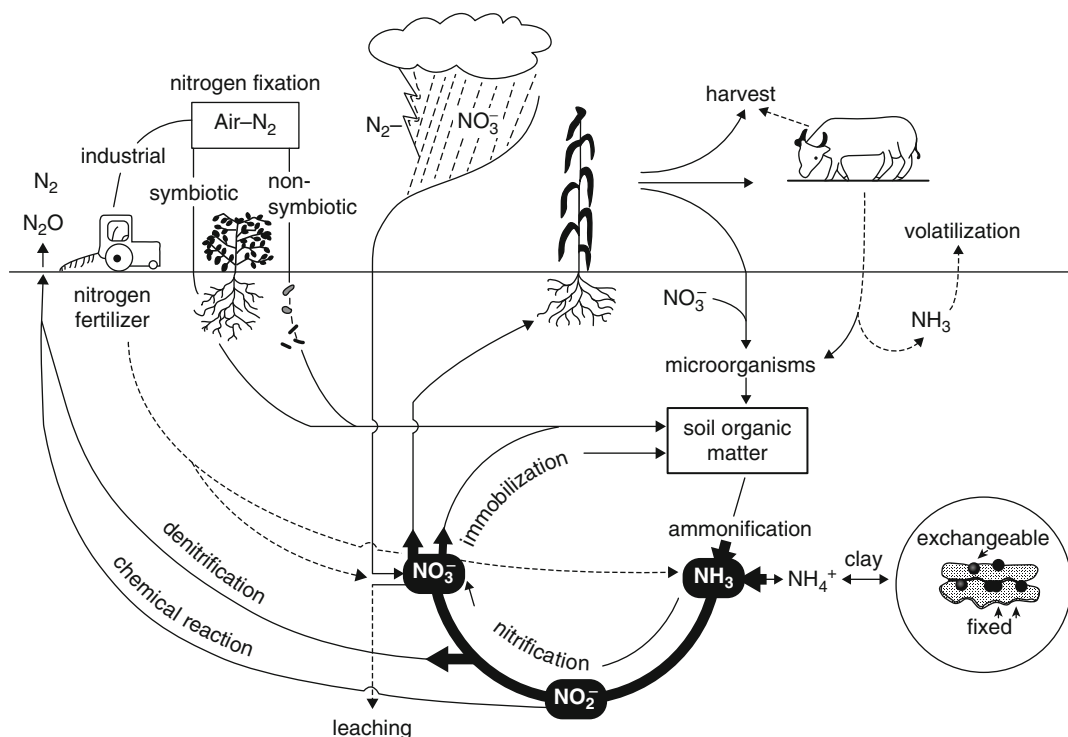 nitrogen fixation
Air–N₂
industrial
symbiotic
non-
symbiotic
N₂
N₂O
nitrogen
fertilizer
N₂–
NO₃⁻
harvest
volatilization
NH₃
NO₃⁻
microorganisms
soil organic
matter
immobilization
ammonification
exchangeable
clay
NH₄⁺
fixed
NO₃⁻
NH₃
denitrification
chemical reaction
nitrification
NO₂⁻
leaching